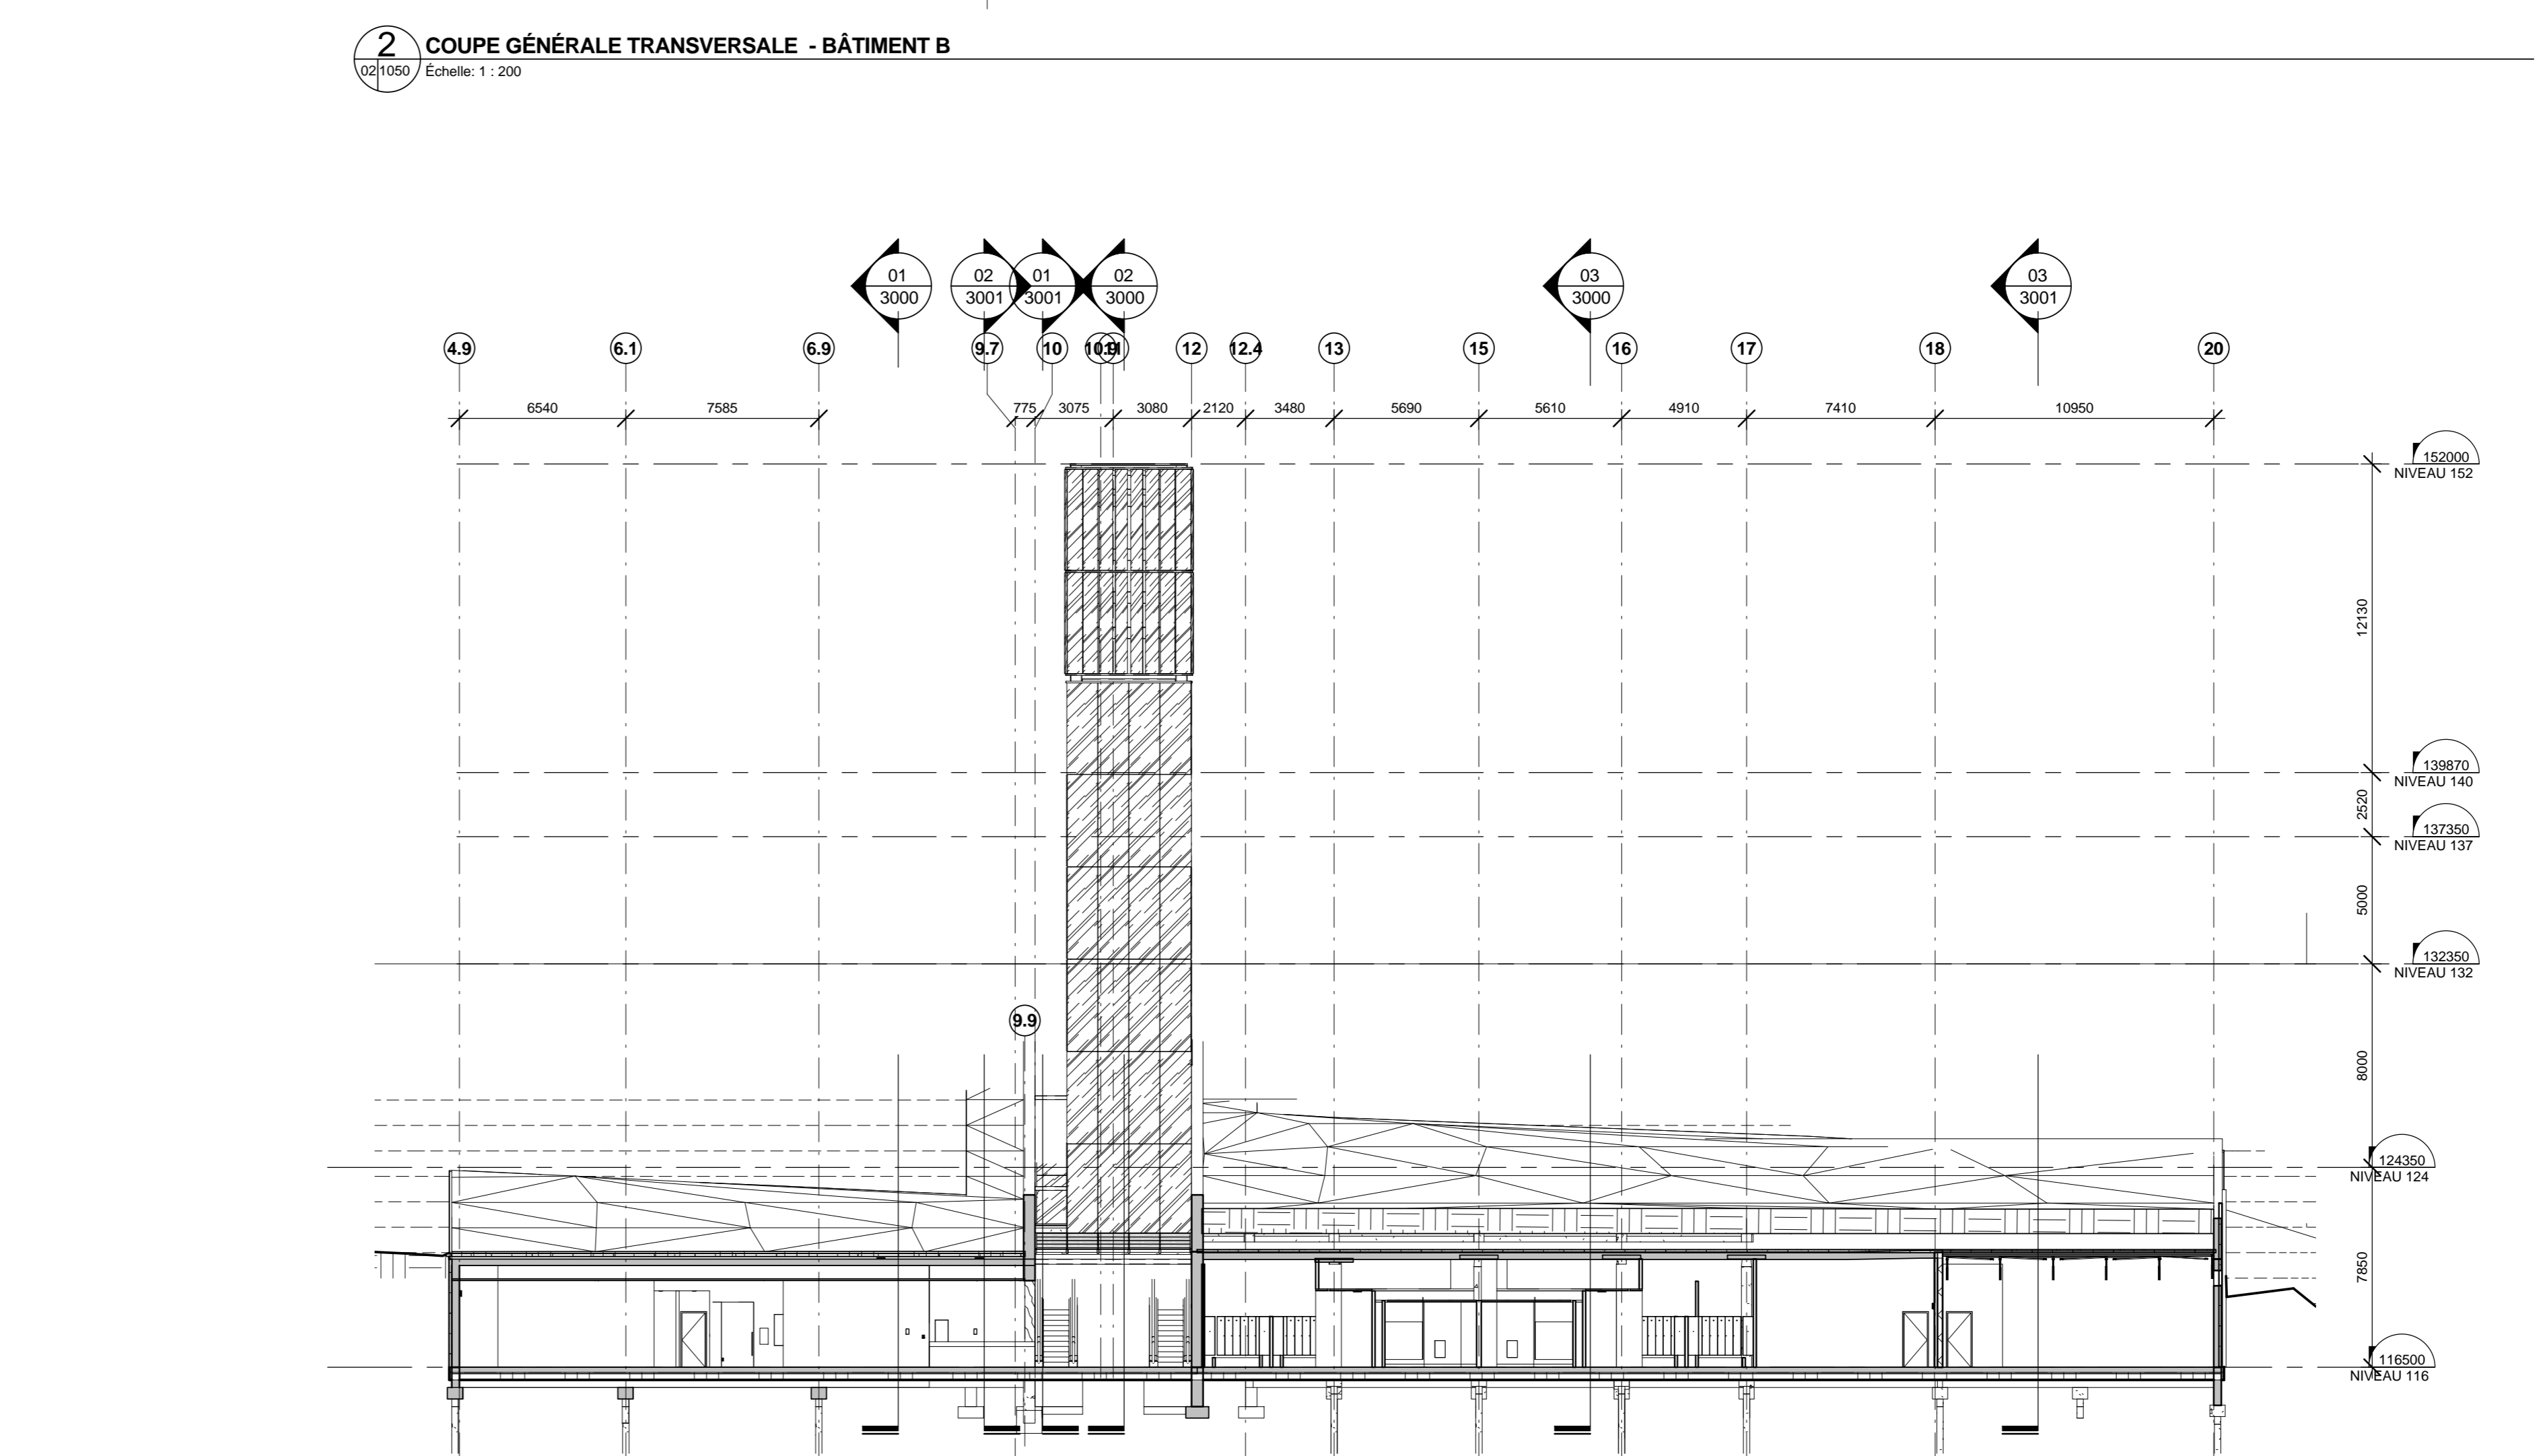 2
COUPE GÉNÉRALE TRANSVERSALE - BÂTIMENT B
02 1050
Échelle: 1 : 200
01 02 01 02 03 03
3000 3001 3001 3000 3000 3001
4.9 6.1 6.9 9.7 10 10.9 11 12 12.4 13 15 16 17 18 20
6540 7585 775 3075 3080 2120 3480 5690 5610 4910 7410 10950
152000
NIVEAU 152
12130
139870
NIVEAU 140
2520
137350
NIVEAU 137
5000
132350
NIVEAU 132
9.9
8000
124350
NIVEAU 124
7850
116500
NIVEAU 116